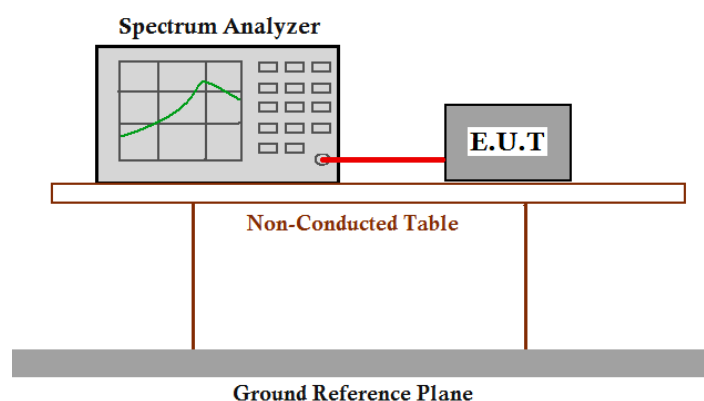 Spectrum Analyzer
E.U.T
Non-Conducted Table
Ground Reference Plane